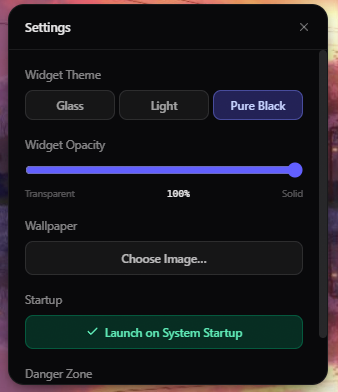 Settings
Widget Theme
Glass Light Pure Black
Widget Opacity
Transparent 100% Solid
Wallpaper
Choose Image...
Startup
Launch on System Startup
Danger Zone